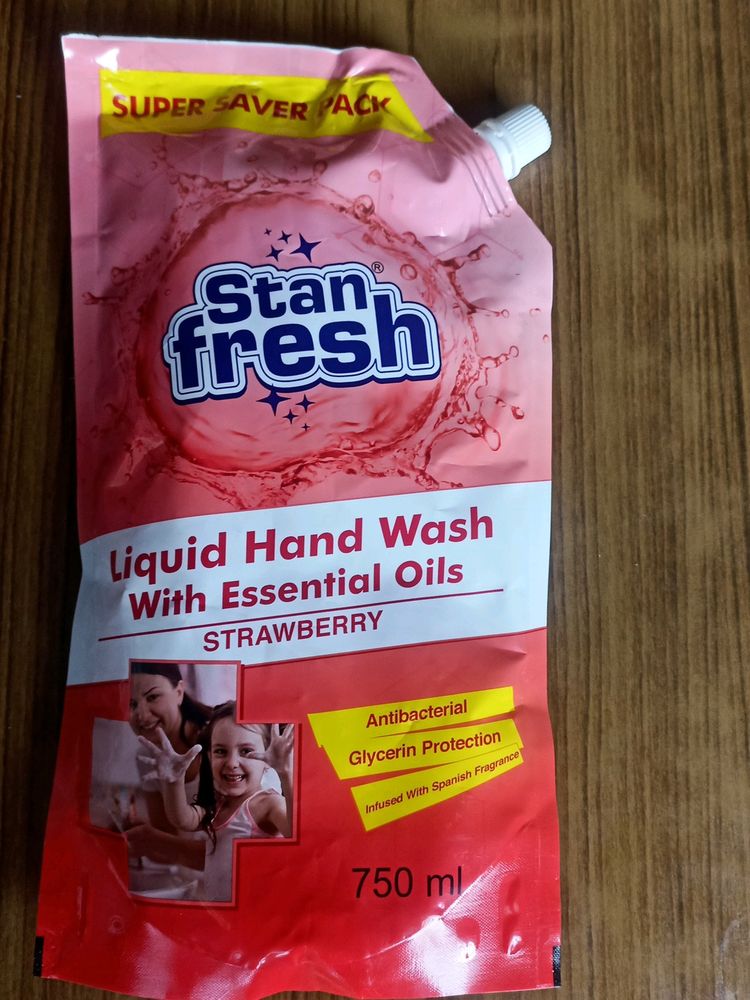 SUPER SAVER PACK
Stan®
fresh
Liquid Hand Wash
With Essential Oils
STRAWBERRY
Antibacterial
Glycerin Protection
Infused With Spanish Fragrance
750 ml